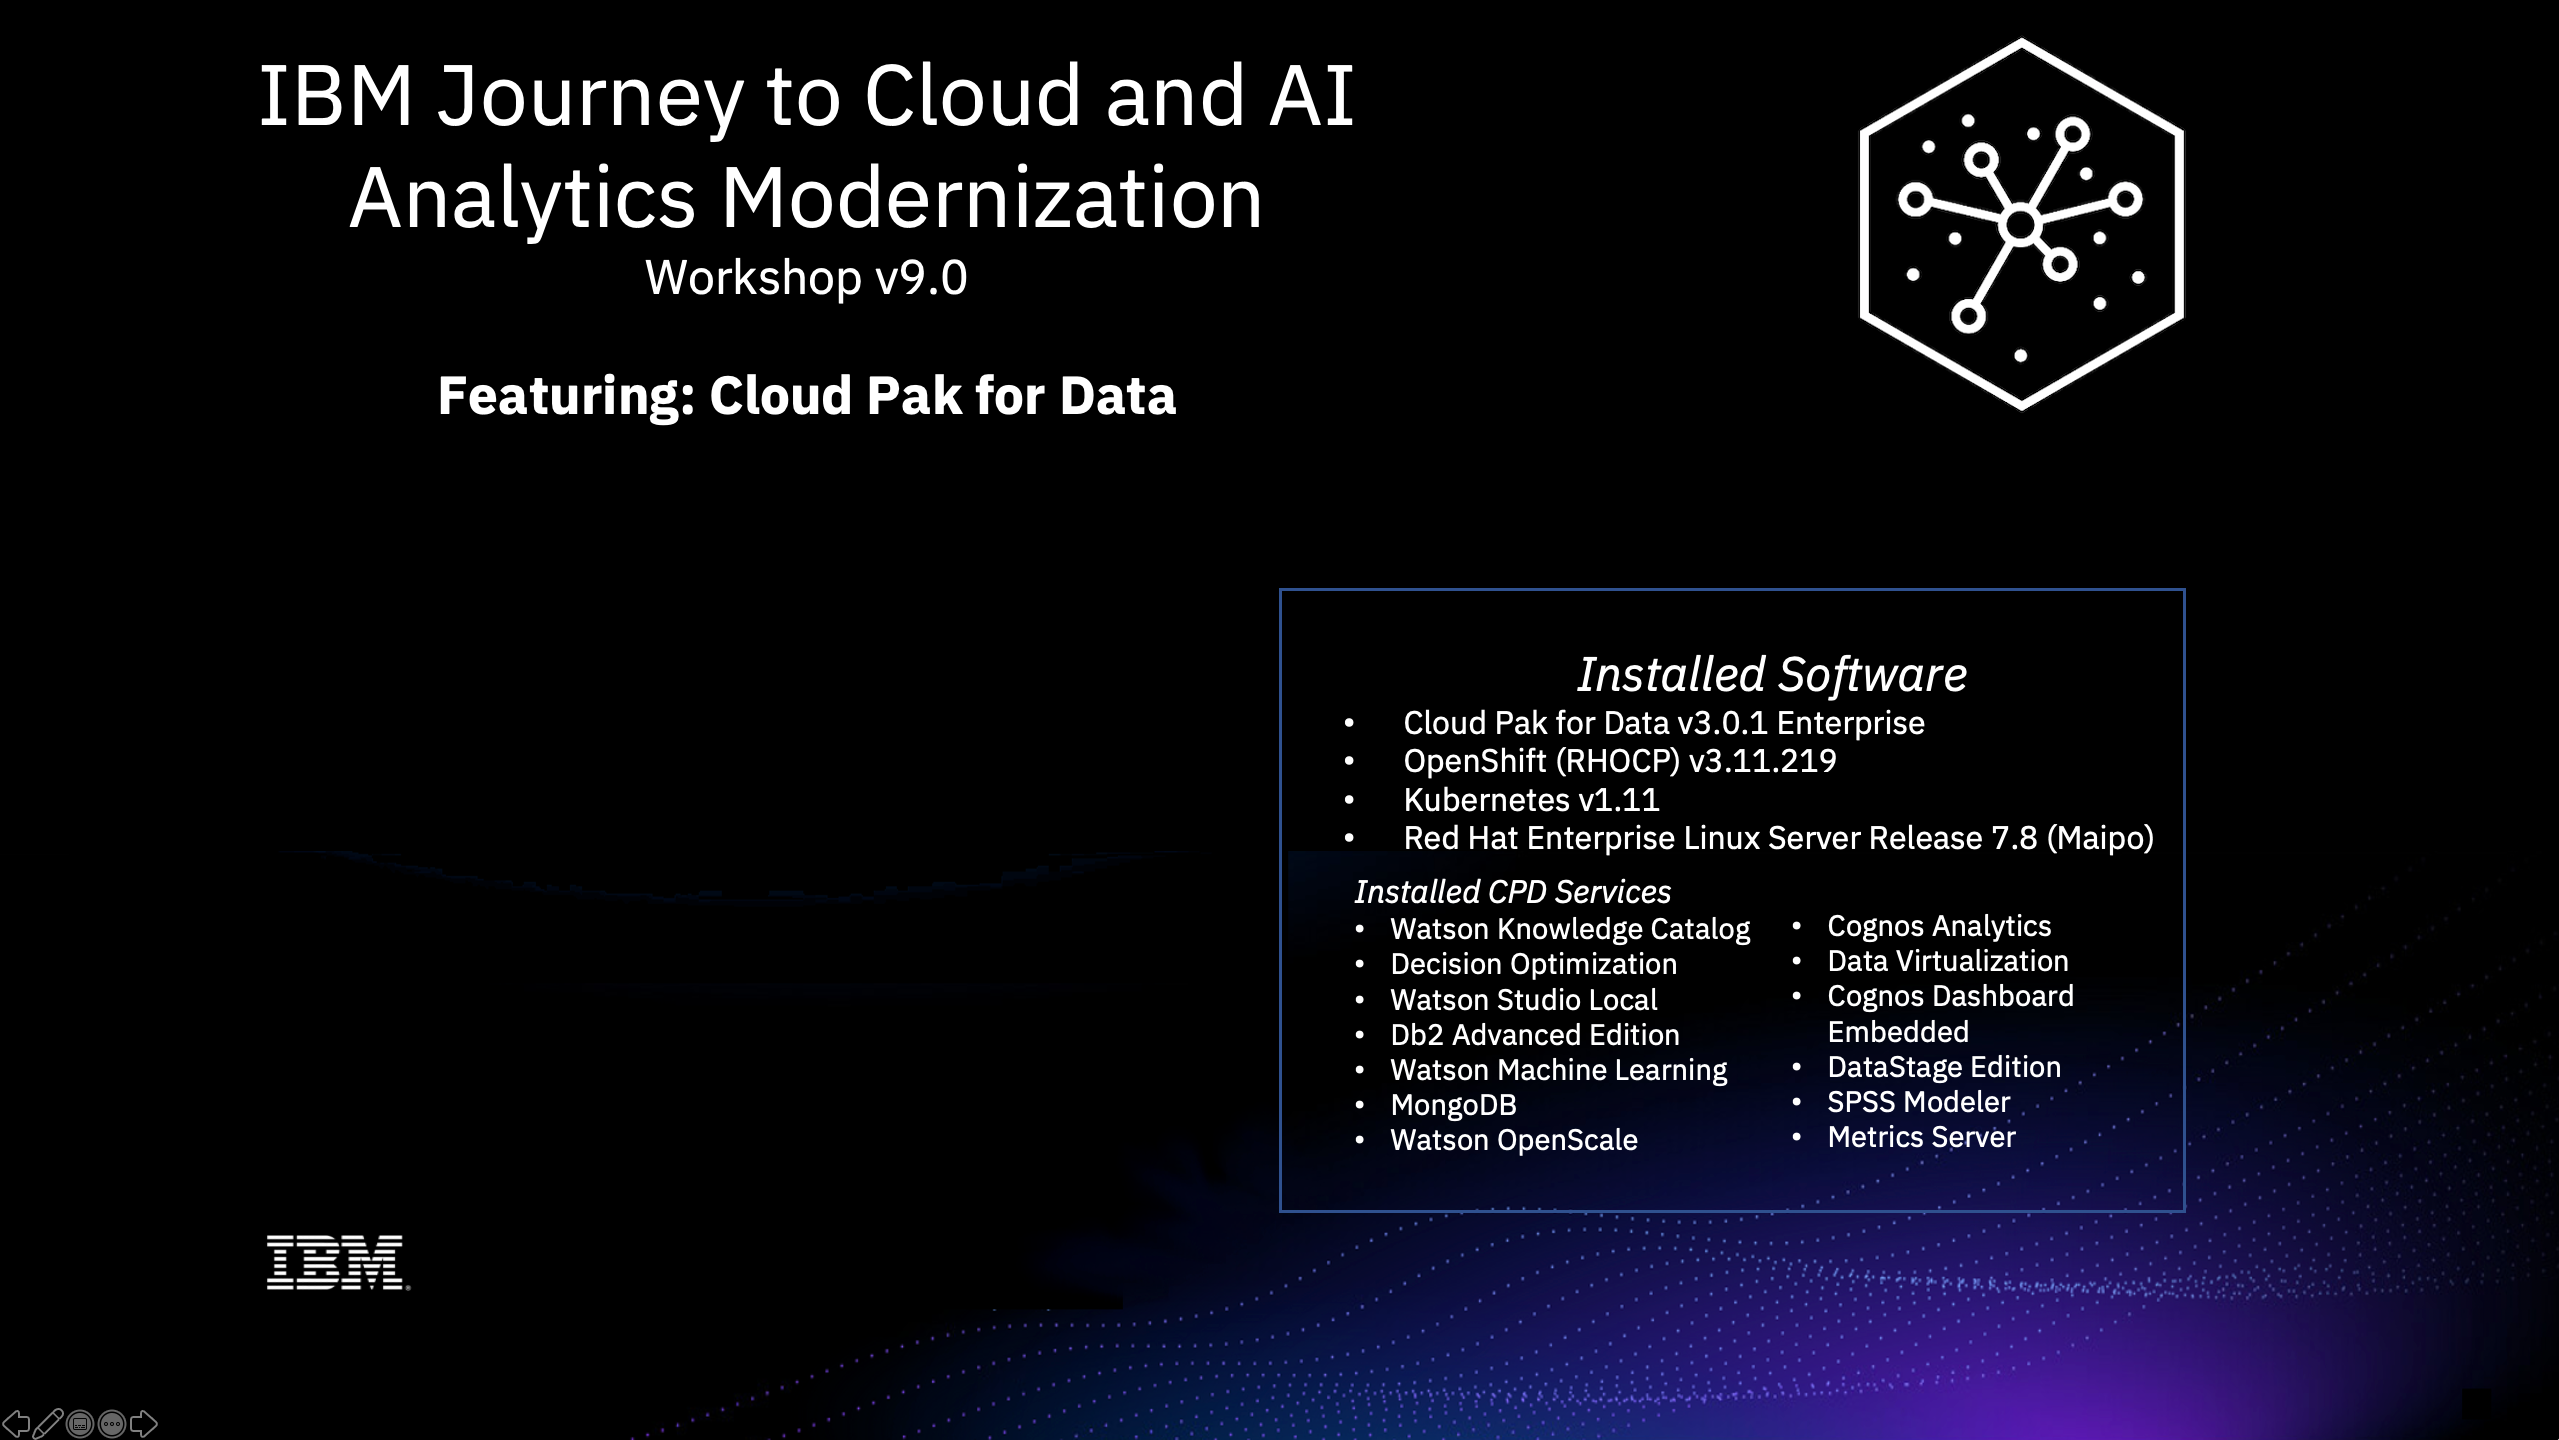 IBM Journey to Cloud and AI
Analytics Modernization
Workshop v9.0
Featuring: Cloud Pak for Data
Installed Software
• Cloud Pak for Data v3.0.1 Enterprise
• OpenShift (RHOCP) v3.11.219
• Kubernetes v1.11
• Red Hat Enterprise Linux Server Release 7.8 (Maipo)
Installed CPD Services
• Watson Knowledge Catalog
• Decision Optimization
• Watson Studio Local
• Db2 Advanced Edition
• Watson Machine Learning
• MongoDB
• Watson OpenScale
• Cognos Analytics
• Data Virtualization
• Cognos Dashboard
Embedded
• DataStage Edition
• SPSS Modeler
• Metrics Server
IBM